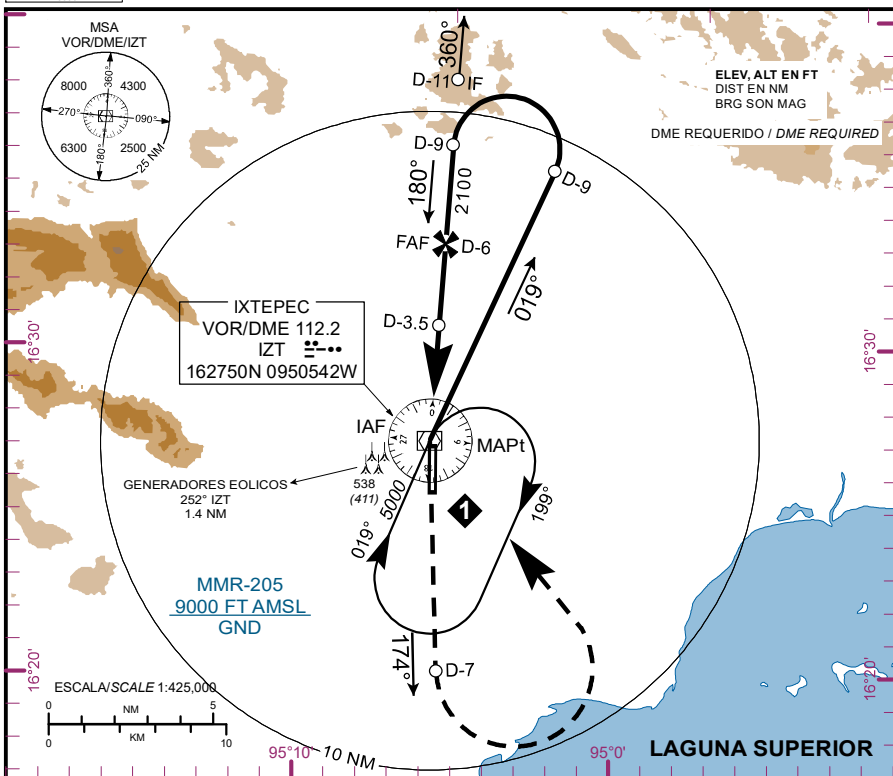 MSA
VOR/DME/IZT
8000
4300
6300
2500
360°
090°
180°
270°
25 NM
360°
D-11
IF
ELEV, ALT EN FT
DIST EN NM
BRG SON MAG
DME REQUERIDO / DME REQUIRED
D-9
D-9
180°
2100
FAF
D-6
019°
D-3.5
IXTEPEC
VOR/DME 112.2
IZT
162750N 0950542W
16°30'
16°30'
IAF
MAPt
0
9
18
27
GENERADORES EOLICOS
252° IZT
1.4 NM
538
(411)
5000
019°
199°
1
MMR-205
9000 FT AMSL
GND
174°
D-7
16°20'
16°20'
ESCALA/SCALE 1:425,000
0
NM
5
0
KM
10
95°10'
10 NM
95°0'
LAGUNA SUPERIOR